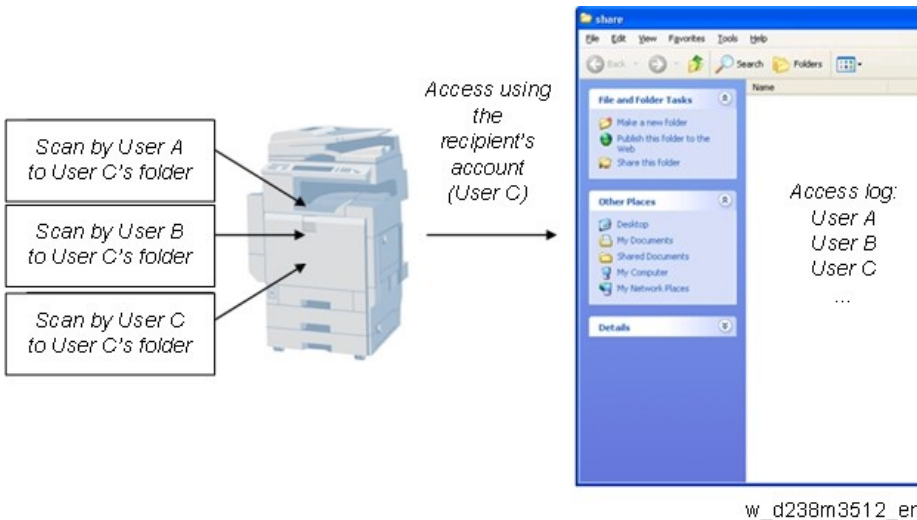 Scan by User A
to User C's folder
Scan by User B
to User C's folder
Scan by User C
to User C's folder
Access using
the
recipient's
account
(User C)
share
File Edit View Favorites Tools Help
Back Search Folders
Name
File and Folder Tasks
Make a new folder
Publish this folder to the
Web
Share this folder
Other Places
Desktop
My Documents
Shared Documents
My Computer
My Network Places
Details
Access log:
User A
User B
User C
...
w_d238m3512_en